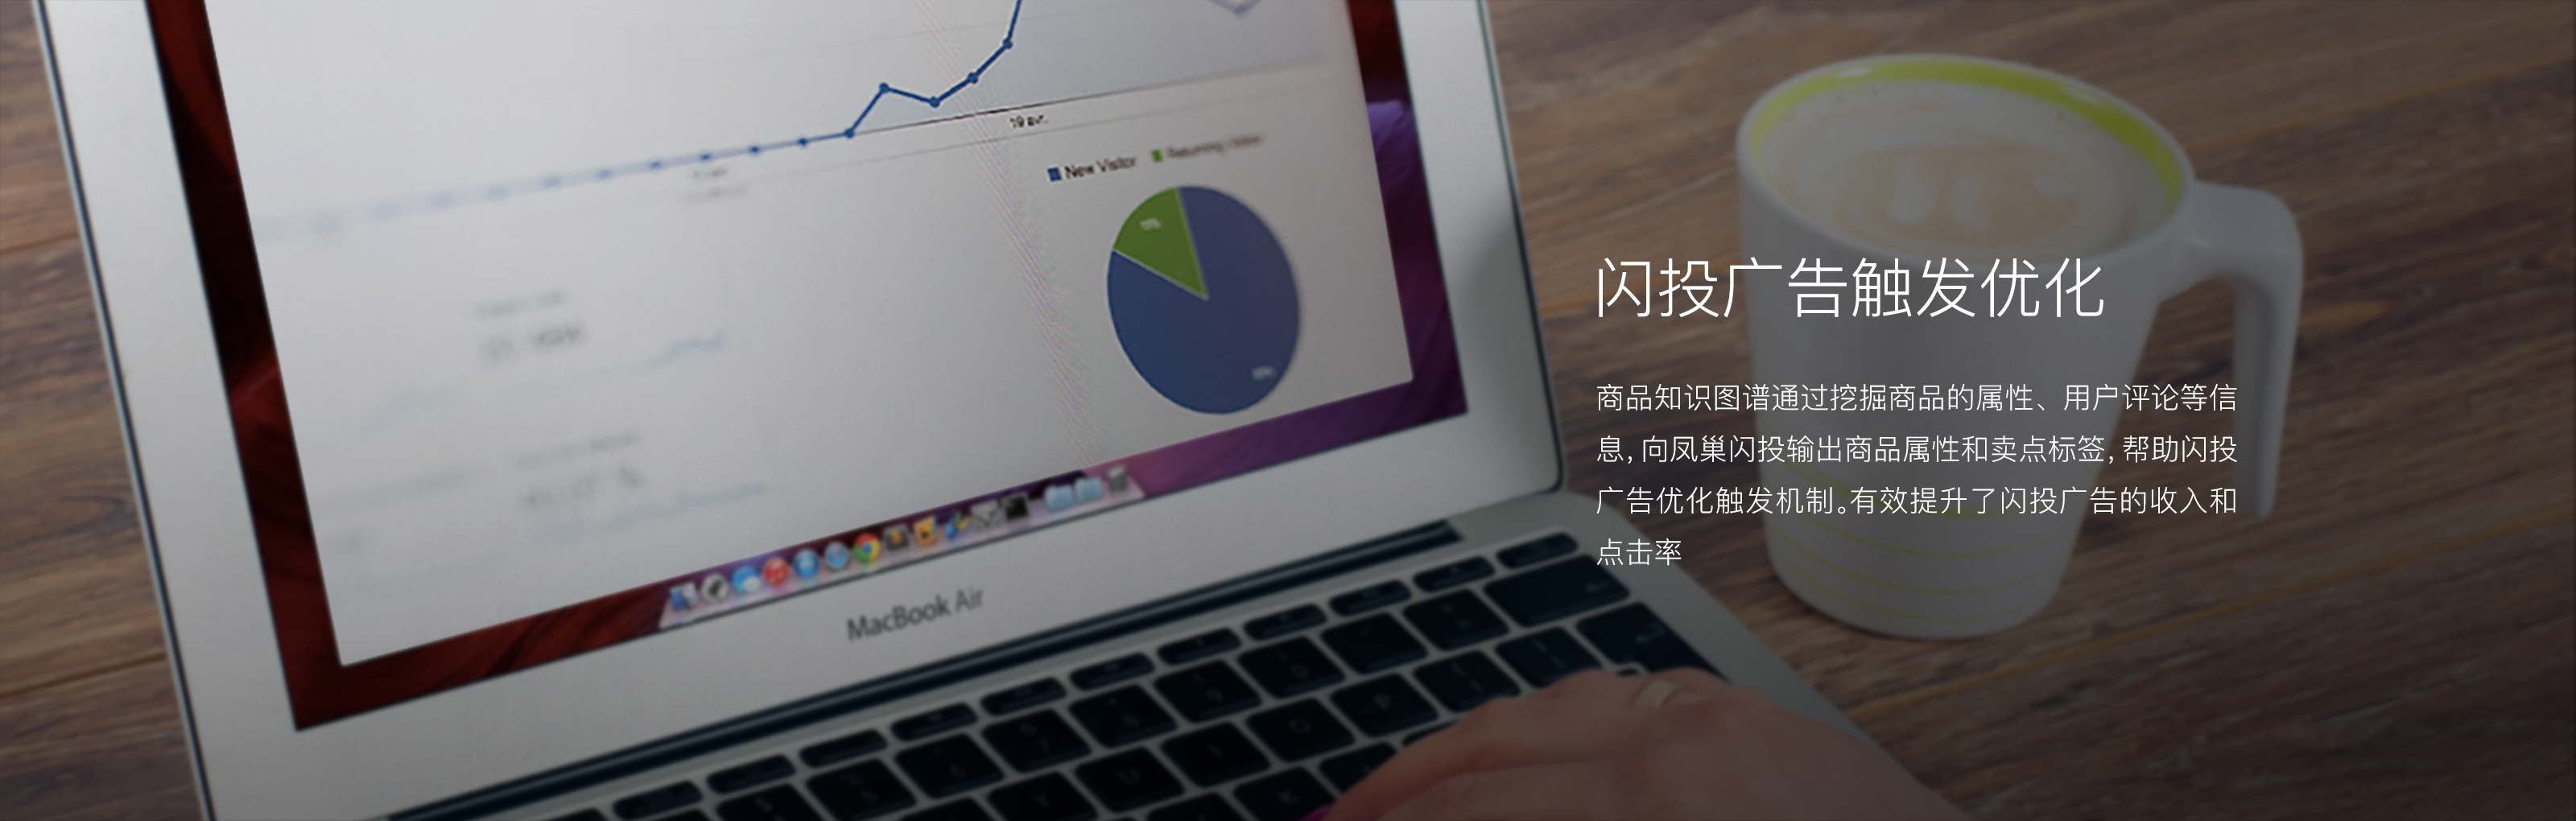 19 avr.
New Visitor
Returning Visitor
MacBook Air
闪投广告触发优化
商品知识图谱通过挖掘商品的属性、用户评论等信
息,向凤巢闪投输出商品属性和卖点标签,帮助闪投
广告优化触发机制。有效提升了闪投广告的收入和
点击率